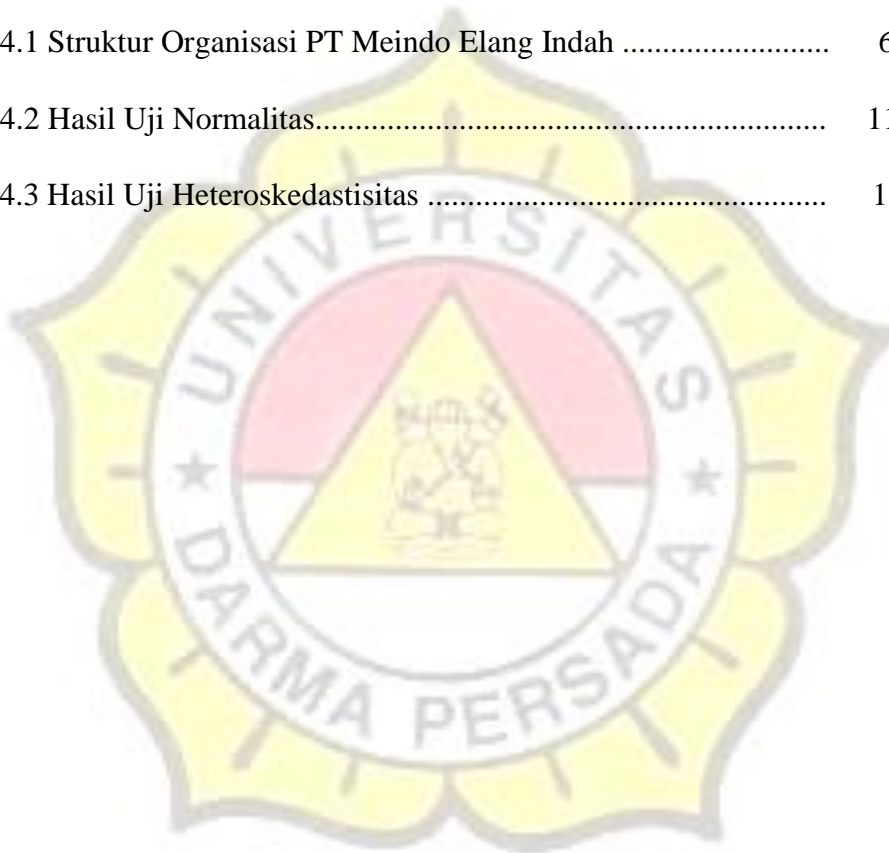 4.1 Struktur Organisasi PT Meindo Elang Indah .......................... 6
4.2 Hasil Uji Normalitas............................................................... 11
4.3 Hasil Uji Heteroskedastisitas ................................................. 1
UNIVERSITAS
★ DARMA PERSADA ★